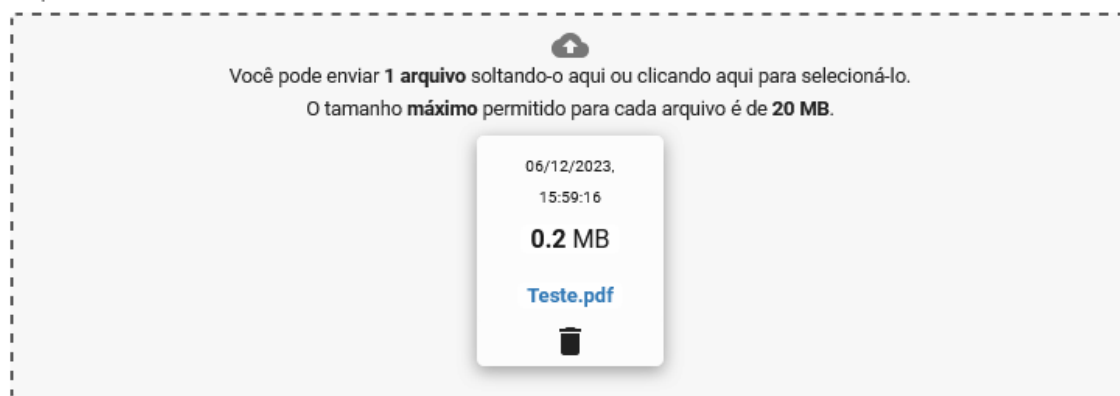 Você pode enviar 1 arquivo soltando-o aqui ou clicando aqui para selecioná-lo.
O tamanho máximo permitido para cada arquivo é de 20 MB.
06/12/2023,
15:59:16
0.2 MB
Teste.pdf